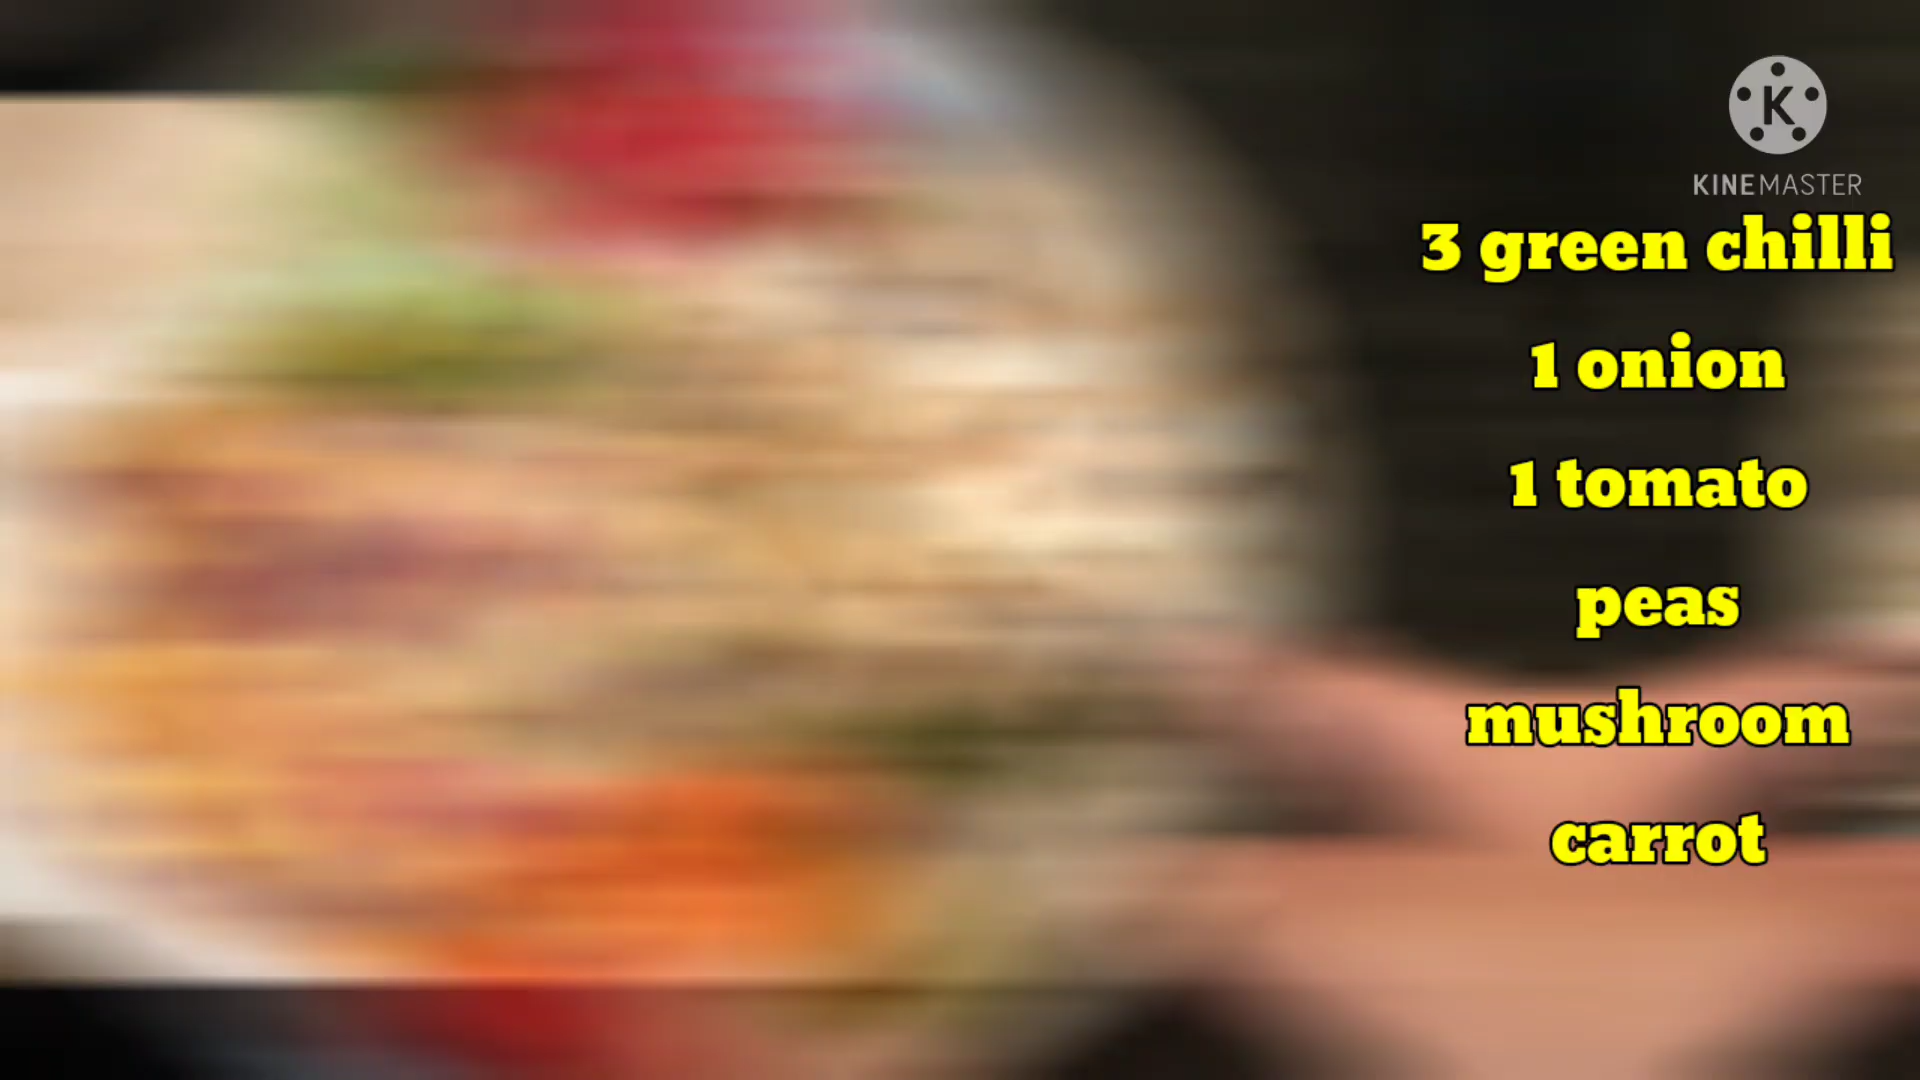 K
KINEMASTER
3 green chilli
1 onion
1 tomato
peas
mushroom
carrot